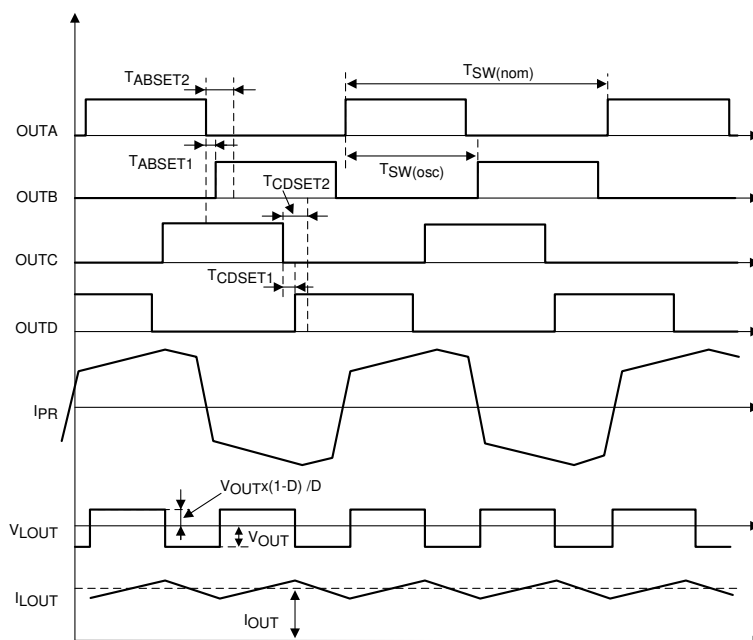 TABSET2
TSW(nom)
OUTA
TABSET1
TSW(osc)
OUTB
TCDSET2
OUTC
TCDSET1
OUTD
IPR
VOUTx(1-D) /D
VLOUT
VOUT
ILOUT
IOUT